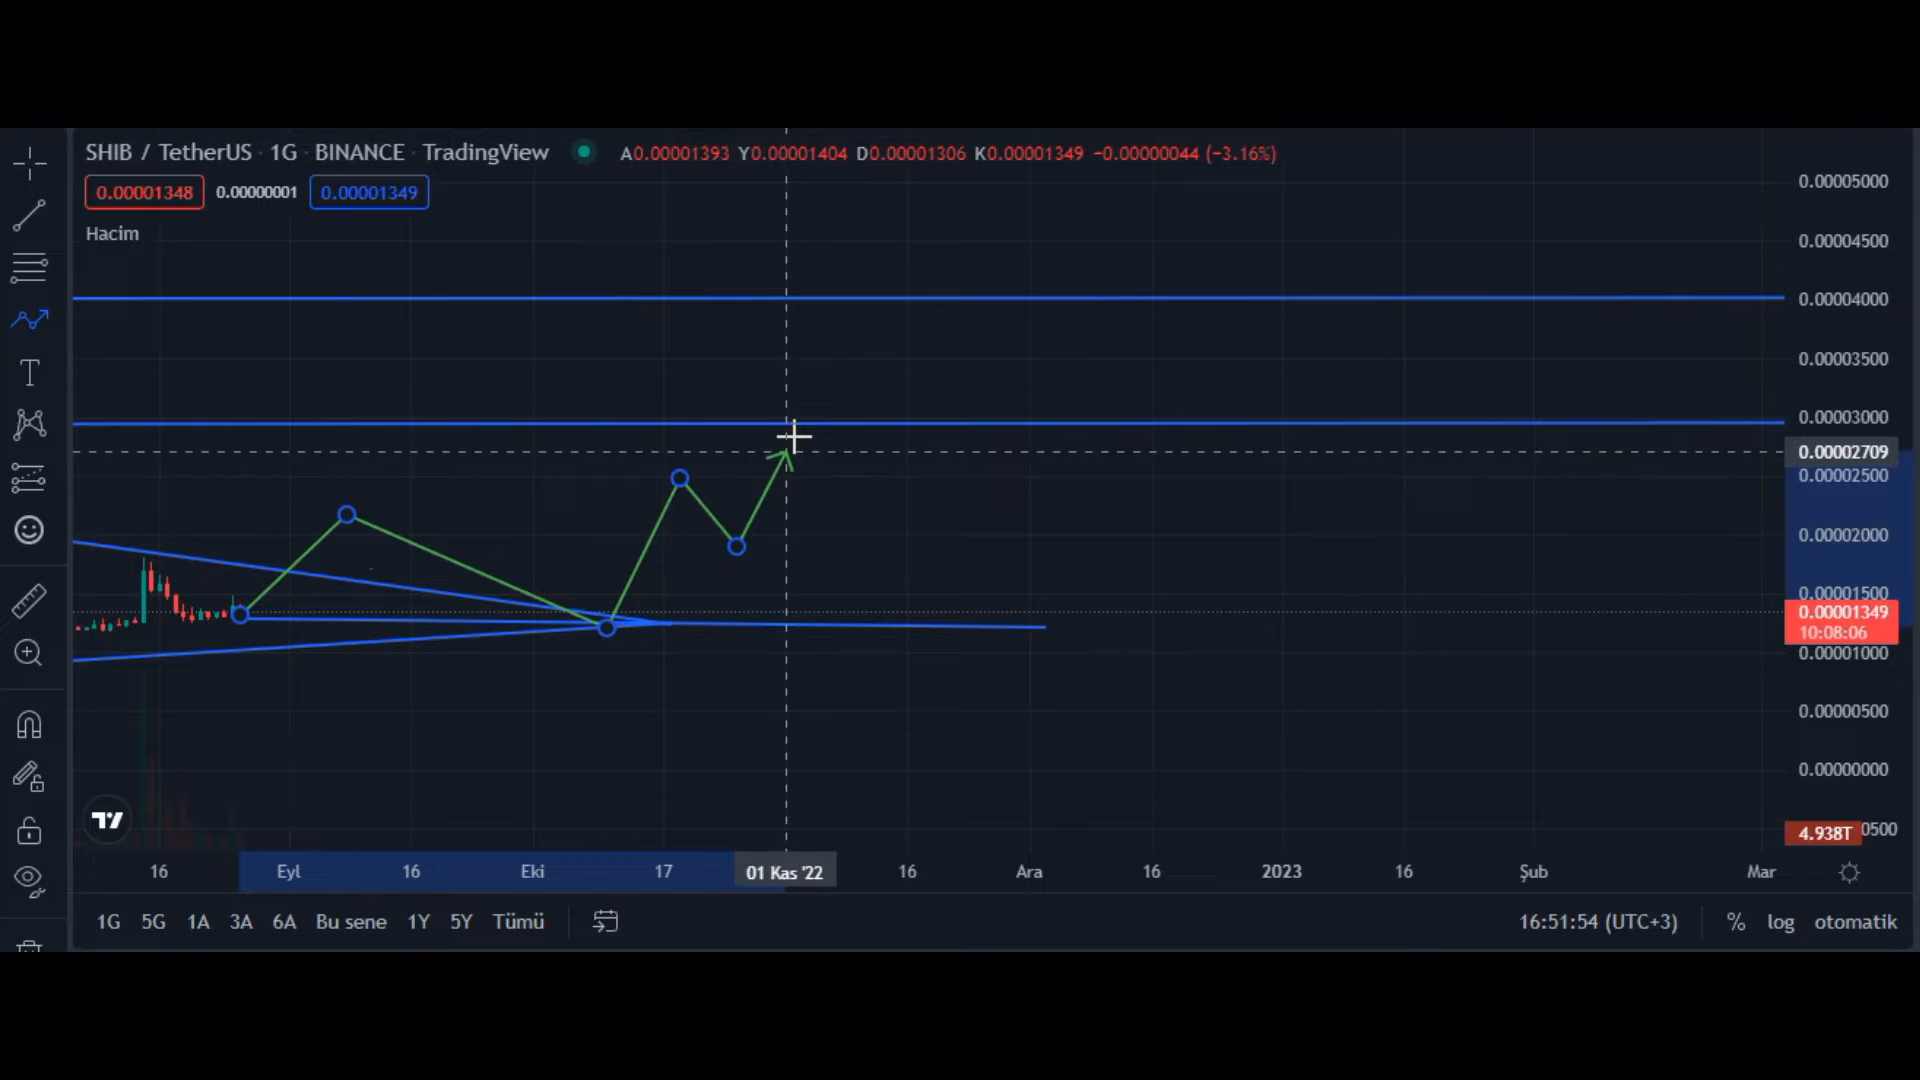 SHIB / TetherUS · 1G · BINANCE · TradingView A0.00001393 Y0.00001404 D0.00001306 K0.00001349 −0.00000044 (−3.16%)
0.00001348 0.00000001 0.00001349
Hacim
0.00005000
0.00004500
0.00004000
0.00003500
0.00003000
0.00002709
0.00002500
0.00002000
0.00001500
0.00001349
10:08:06
0.00001000
0.00000500
0.00000000
4.938T 0500
16 Eyl 16 Eki 17 01 Kas '22 16 Ara 16 2023 16 Şub Mar
1G 5G 1A 3A 6A Bu sene 1Y 5Y Tümü 16:51:54 (UTC+3) % log otomatik